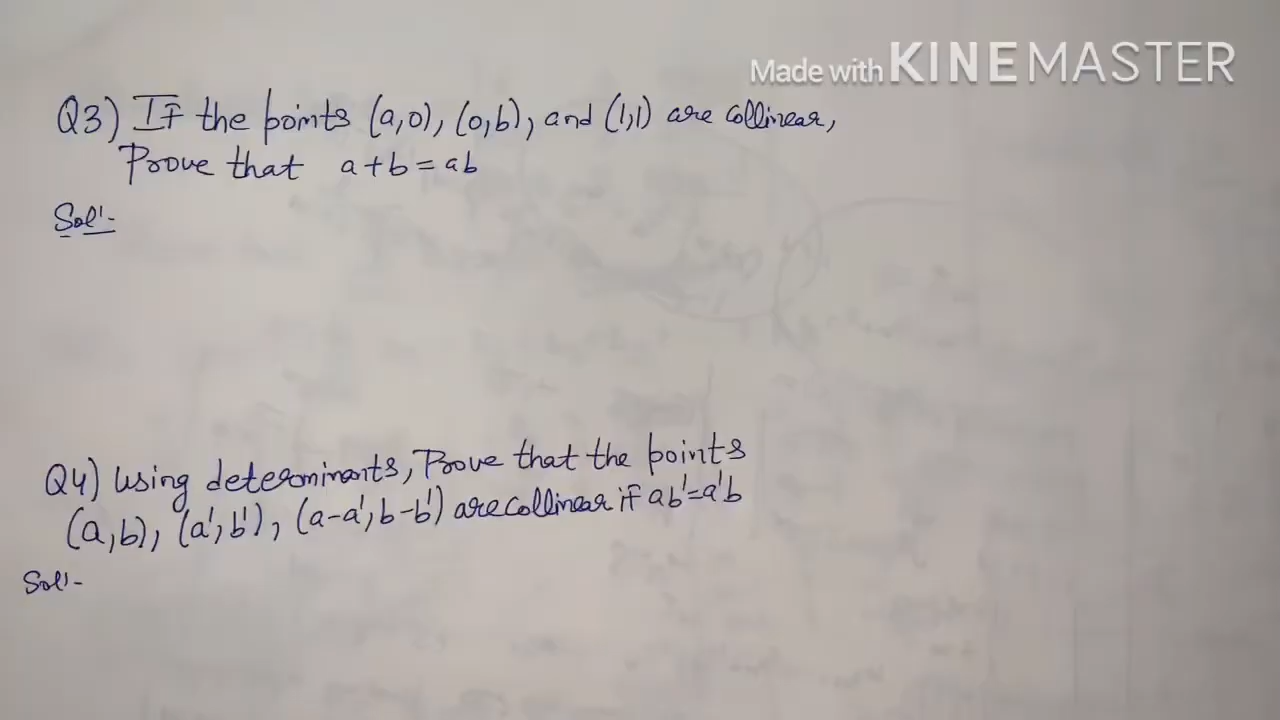 Made with KINEMASTER
Q3) If the points (a,0), (0,b), and (1,1) are collinear,
Prove that a+b=ab
Sol':-
Q4) Using determinants, Prove that the points
(a,b), (a',b'), (a-a',b-b') are collinear if ab'=a'b
Sol':-